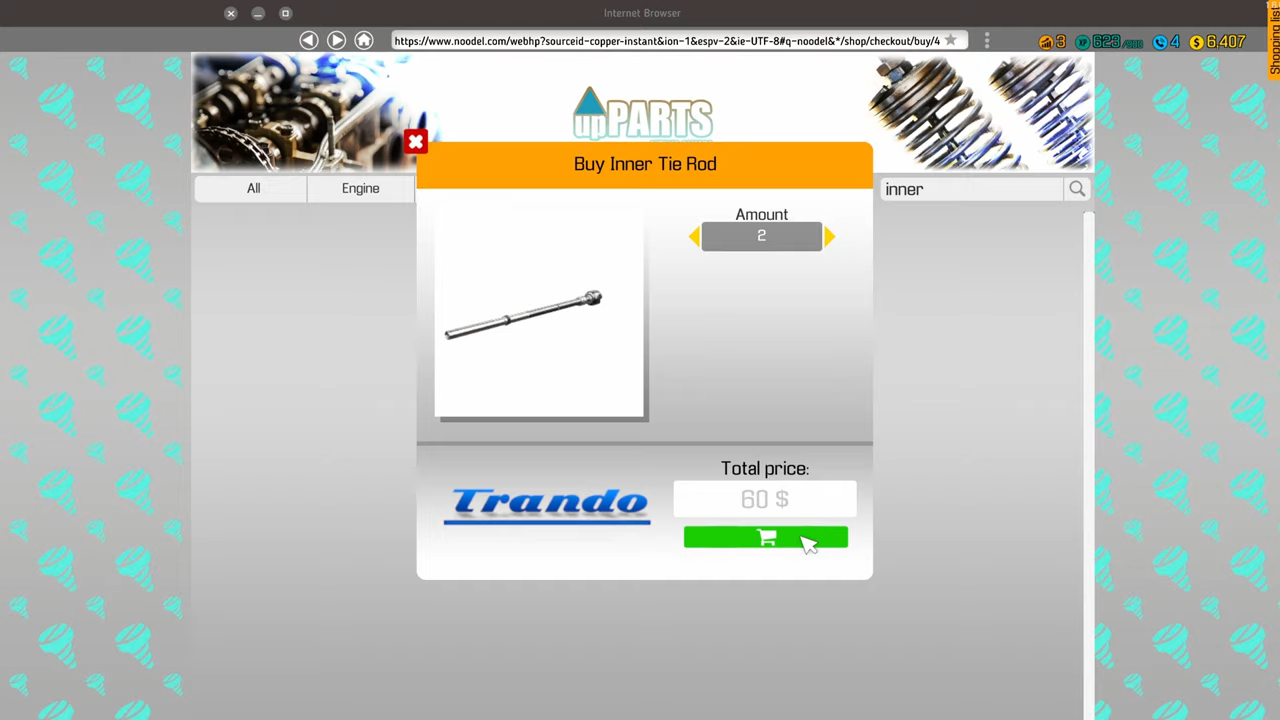 Internet Browser
https://www.noodel.com/webhp?sourceid-copper-instant&ion-1&espv-2&ie-UTF-8#q-noodel&*/shop/checkout/buy/4
3 XP 623 4 $ 6,407
Shopping list
upPARTS
Buy Inner Tie Rod
All Engine inner
Amount
2
Total price:
Trando 60 $